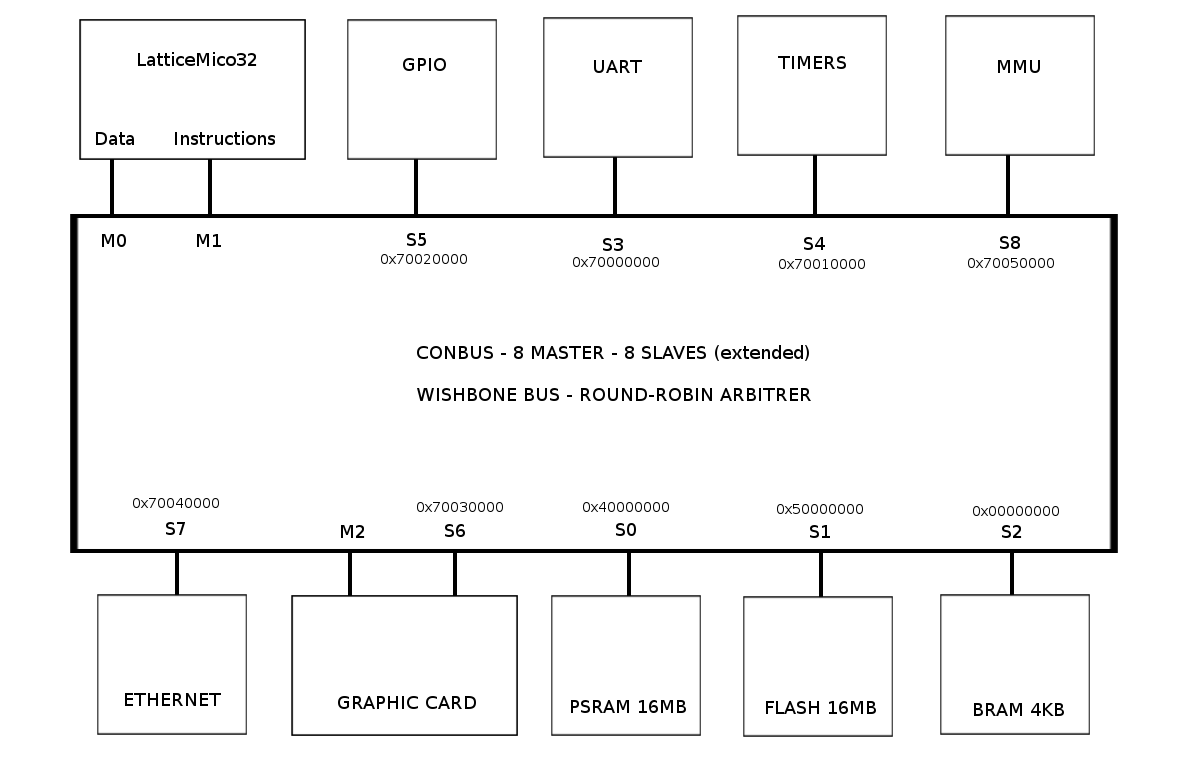 LatticeMico32
Data Instructions
GPIO
UART
TIMERS
MMU
M0 M1 S5 S3 S4 S8
0x70020000 0x70000000 0x70010000 0x70050000
CONBUS - 8 MASTER - 8 SLAVES (extended)
WISHBONE BUS - ROUND-ROBIN ARBITRER
0x70040000 0x70030000 0x40000000 0x50000000 0x00000000
S7 M2 S6 S0 S1 S2
ETHERNET
GRAPHIC CARD
PSRAM 16MB
FLASH 16MB
BRAM 4KB